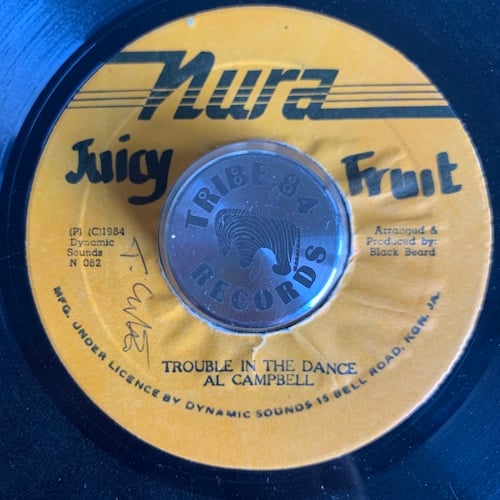 Nura
Juicy Fruit
(P) (C)1984
Dynamic
Sounds
N 082
Arranged &
Produced by:
Black Beard
TRIBE 84
RECORDS
TROUBLE IN THE DANCE
AL CAMPBELL
MFG. UNDER LICENCE BY DYNAMIC SOUNDS 15 BELL ROAD, KGN, JA.